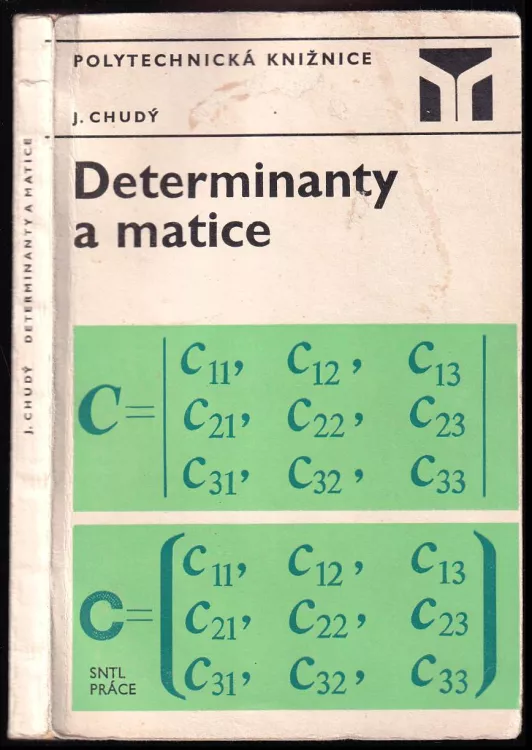 POLYTECHNICKÁ KNIŽNICE
J. CHUDÝ
Determinanty
a matice
C= | c11, c12, c13
c21, c22, c23
c31, c32, c33 |
C= ( c11, c12, c13
c21, c22, c23
c31, c32, c33 )
SNTL
PRÁCE
J. CHUDÝ DETERMINANTY A MATICE